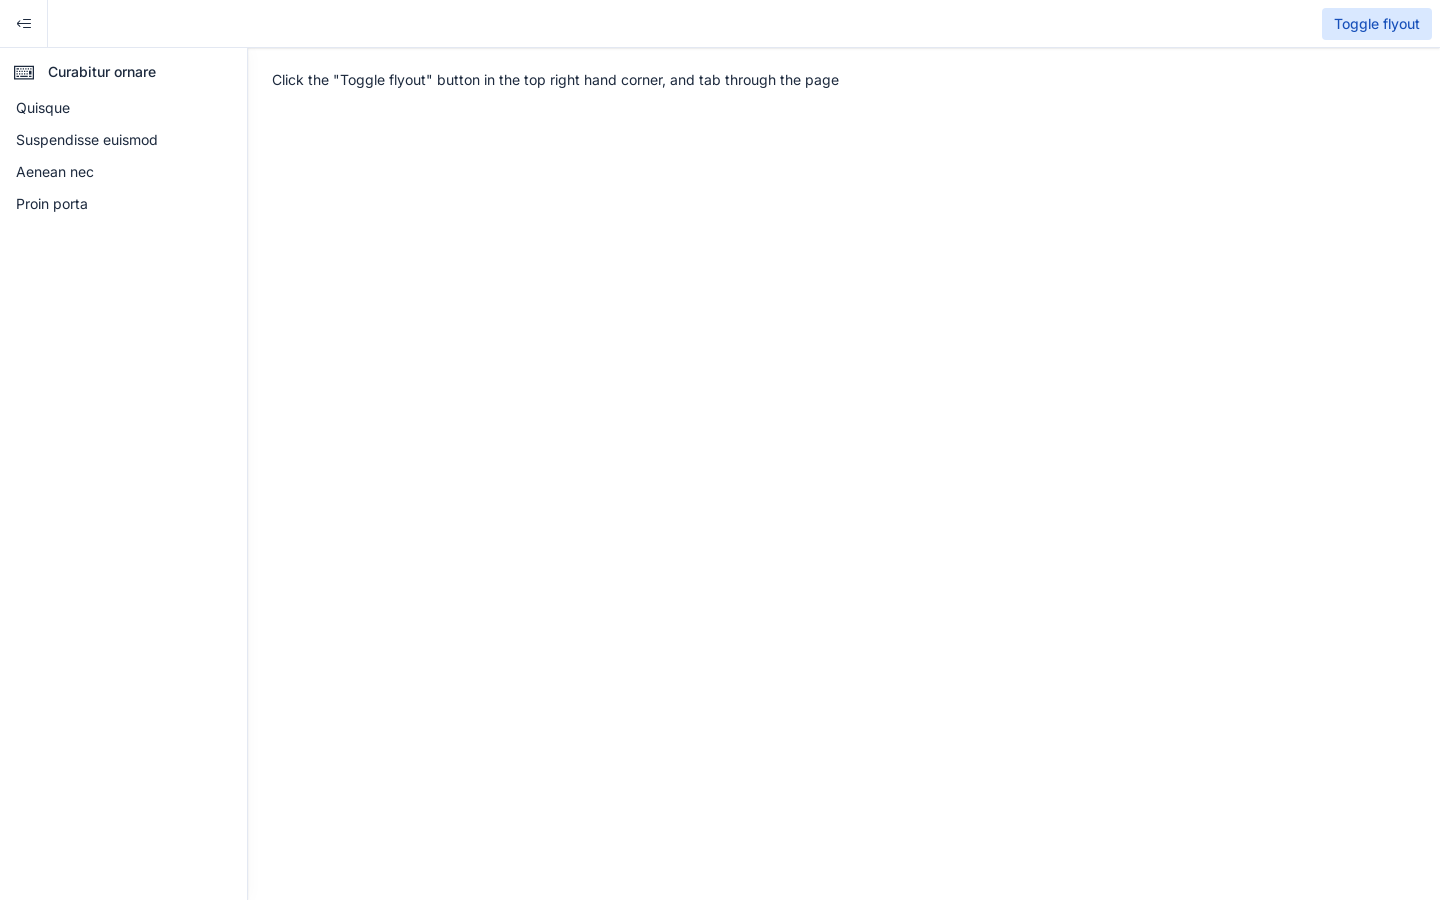 Toggle flyout
Curabitur ornare
Quisque
Suspendisse euismod
Aenean nec
Proin porta
Click the "Toggle flyout" button in the top right hand corner, and tab through the page